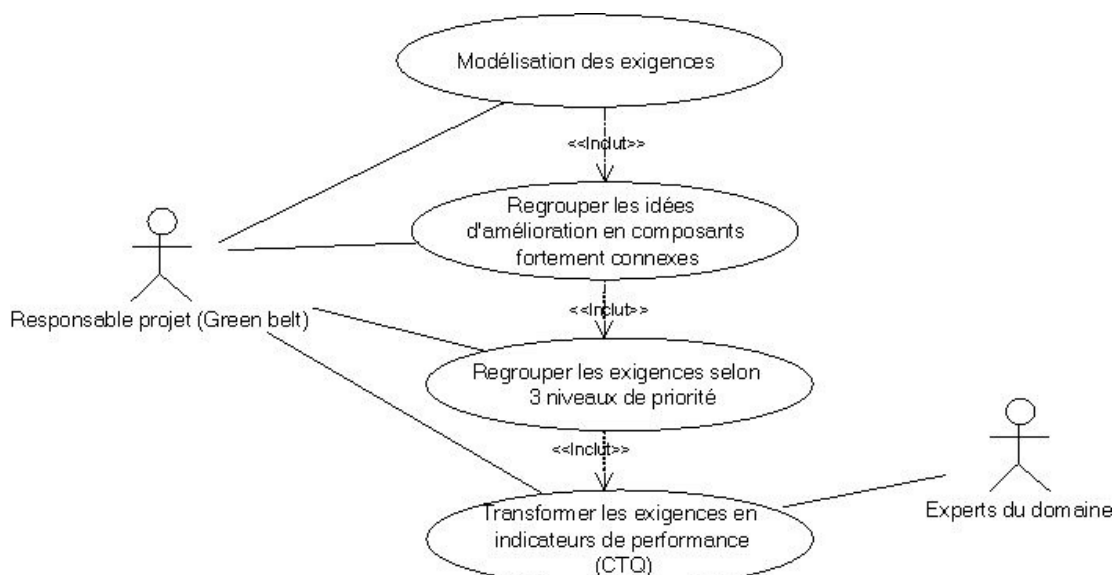 Modélisation des exigences
<<Inclut>>
Regrouper les idées
d'amélioration en composants
fortement connexes
Responsable projet (Green belt)
<<Inclut>>
Regrouper les exigences selon
3 niveaux de priorité
<<Inclut>>
Transformer les exigences en
indicateurs de performance
(CTQ)
Experts du domaine